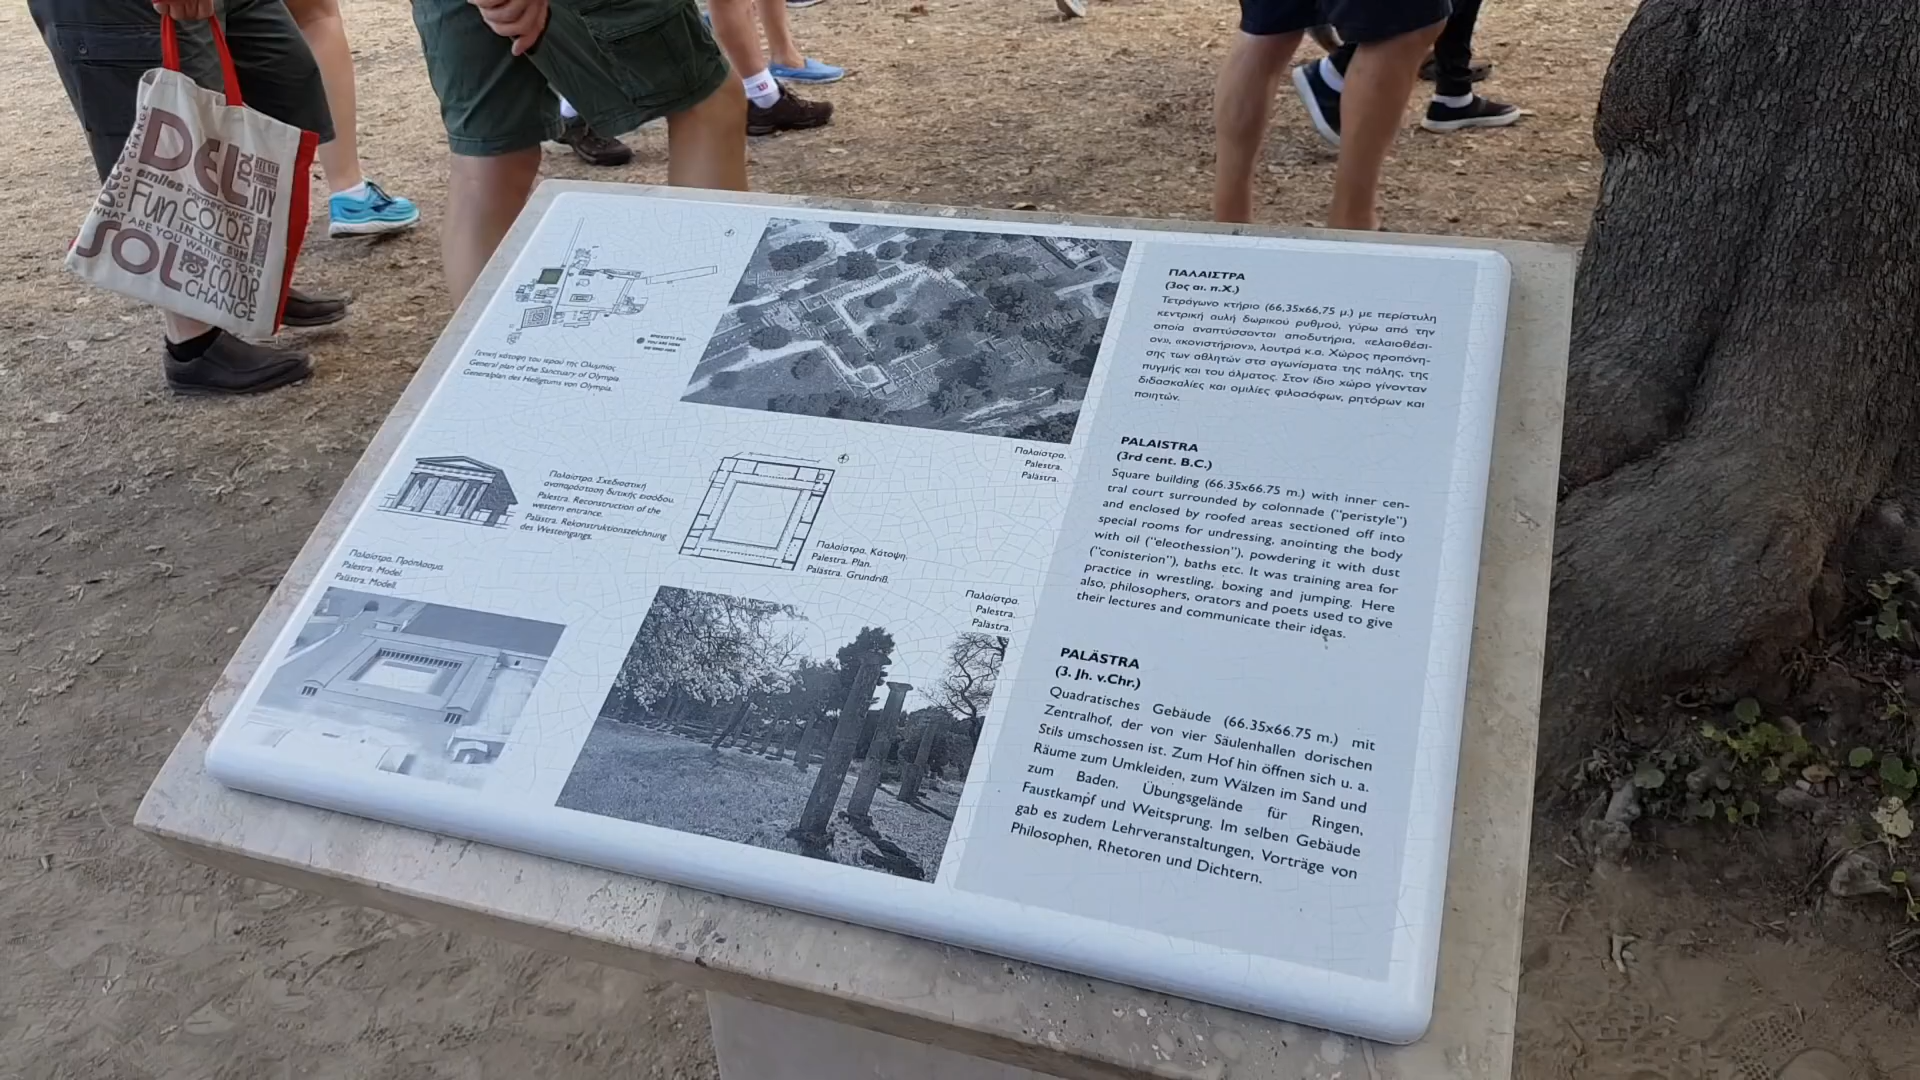 DEL
SOL
smiles
Fun
COLOR
IN THE SUN
WHAT ARE YOU WAITING FOR
COLOR
CHANGE
JOY
COLOR CHANGE
ΒΡΙΣΚΕΣΤΕ ΕΔΩ
YOU ARE HERE
Γενική κάτοψη του ιερού της Ολυμπίας.
General plan of the Sanctuary of Olympia.
Generalplan des Heiligtums von Olympia.
Παλαίστρα.
Palestra.
Palästra.
Παλαίστρα. Σχεδιαστική
αναπαράσταση δυτικής εισόδου.
Palestra. Reconstruction of the
western entrance.
Palästra. Rekonstruktionszeichnung
des Westeingangs.
Παλαίστρα. Κάτοψη.
Palestra. Plan.
Palästra. Grundriß.
Παλαίστρα. Πρόπλασμα.
Palestra. Model.
Palästra. Modell.
Παλαίστρα.
Palestra.
Palästra.
ΠΑΛΑΙΣΤΡΑ
(3ος αι. π.Χ.)
Τετράγωνο κτήριο (66,35x66,75 μ.) με περίστυλη
κεντρική αυλή δωρικού ρυθμού, γύρω από την
οποία αναπτύσσονται αποδυτήρια, «ελαιοθέσι-
ον», «κονιστήριον», λουτρά κ.α. Χώρος προπόνη-
σης των αθλητών στα αγωνίσματα της πάλης, της
πυγμής και του άλματος. Στον ίδιο χώρο γίνονταν
διδασκαλίες και ομιλίες φιλοσόφων, ρητόρων και
ποιητών.
PALAISTRA
(3rd cent. B.C.)
Square building (66.35x66.75 m.) with inner cen-
tral court surrounded by colonnade ("peristyle")
and enclosed by roofed areas sectioned off into
special rooms for undressing, anointing the body
with oil ("eleothession"), powdering it with dust
("conisterion"), baths etc. It was training area for
practice in wrestling, boxing and jumping. Here
also, philosophers, orators and poets used to give
their lectures and communicate their ideas.
PALÄSTRA
(3. Jh. v.Chr.)
Quadratisches Gebäude (66.35x66.75 m.) mit
Zentralhof, der von vier Säulenhallen dorischen
Stils umschossen ist. Zum Hof hin öffnen sich u. a.
Räume zum Umkleiden, zum Wälzen im Sand und
zum Baden. Übungsgelände für Ringen,
Faustkampf und Weitsprung. Im selben Gebäude
gab es zudem Lehrveranstaltungen, Vorträge von
Philosophen, Rhetoren und Dichtern.